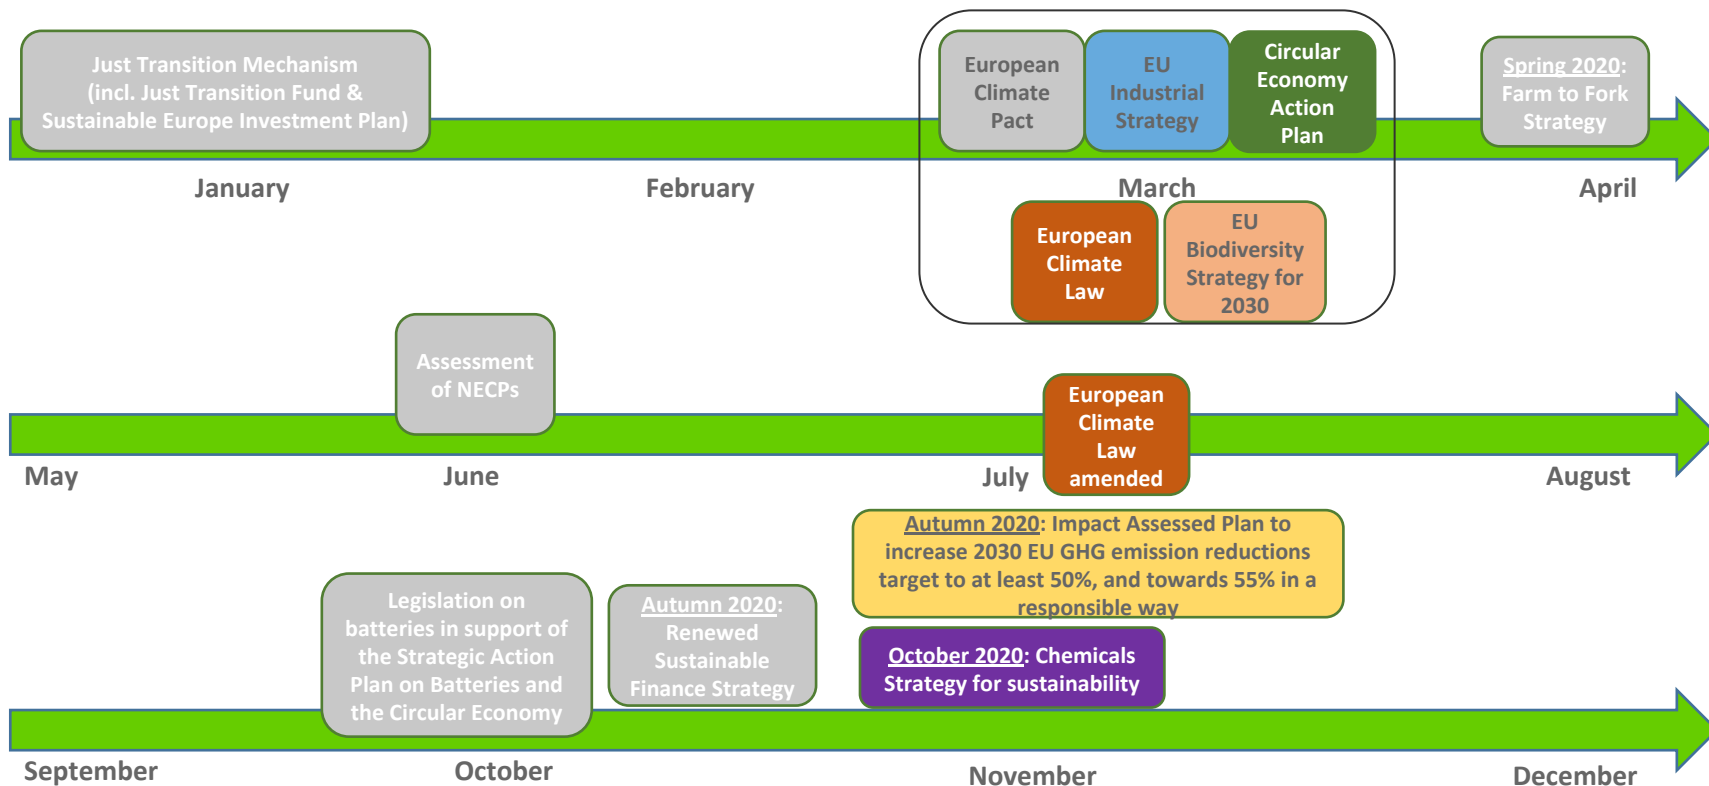 Just Transition Mechanism
(incl. Just Transition Fund &
Sustainable Europe Investment Plan)
European
Climate
Pact
EU
Industrial
Strategy
Circular
Economy
Action
Plan
Spring 2020:
Farm to Fork
Strategy
January
February
March
April
European
Climate
Law
EU
Biodiversity
Strategy for
2030
Assessment
of NECPs
European
Climate
Law
amended
May
June
July
August
Autumn 2020: Impact Assessed Plan to
increase 2030 EU GHG emission reductions
target to at least 50%, and towards 55% in a
responsible way
Legislation on
batteries in support of
the Strategic Action
Plan on Batteries and
the Circular Economy
Autumn 2020:
Renewed
Sustainable
Finance Strategy
October 2020: Chemicals
Strategy for sustainability
September
October
November
December